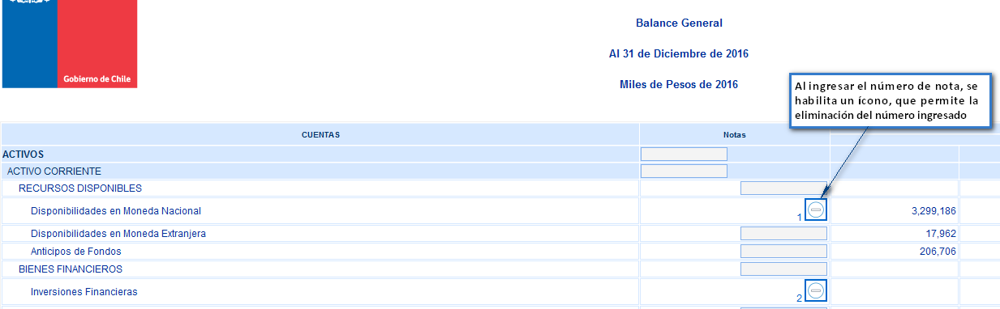 Gobierno de Chile
Balance General
Al 31 de Diciembre de 2016
Miles de Pesos de 2016
Al ingresar el número de nota, se
habilita un ícono, que permite la
eliminación del número ingresado
CUENTAS Notas
ACTIVOS
ACTIVO CORRIENTE
RECURSOS DISPONIBLES
Disponibilidades en Moneda Nacional 1 3,299,186
Disponibilidades en Moneda Extranjera 17,962
Anticipos de Fondos 206,706
BIENES FINANCIEROS
Inversiones Financieras 2